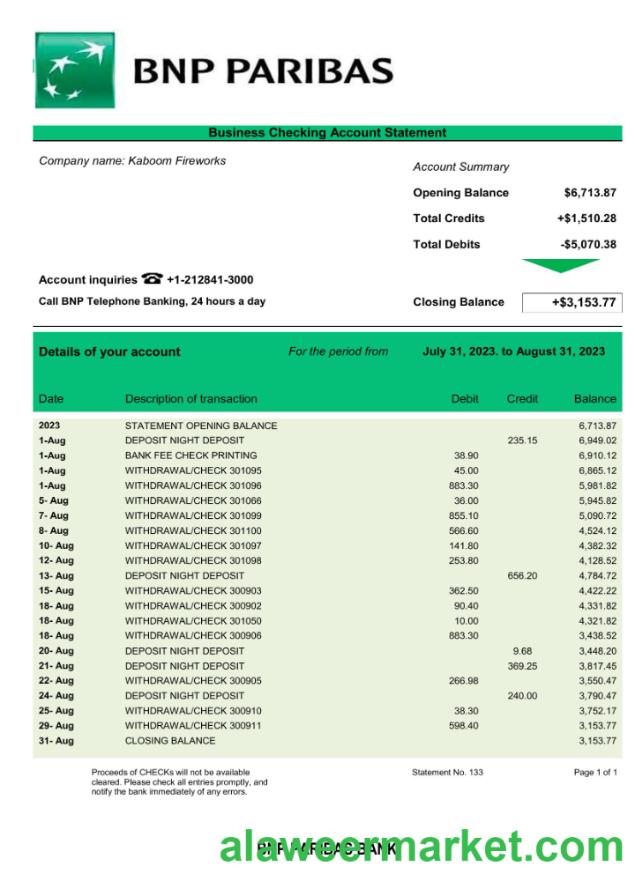 BNP PARIBAS
Business Checking Account Statement
Company name: Kaboom Fireworks
Account Summary
Opening Balance $6,713.87
Total Credits +$1,510.28
Total Debits -$5,070.38
Account inquiries ☎ +1-212841-3000
Call BNP Telephone Banking, 24 hours a day
Closing Balance +$3,153.77
Details of your account For the period from July 31, 2023. to August 31, 2023
Date Description of transaction Debit Credit Balance
2023 STATEMENT OPENING BALANCE 6,713.87
1-Aug DEPOSIT NIGHT DEPOSIT 235.15 6,949.02
1-Aug BANK FEE CHECK PRINTING 38.90 6,910.12
1-Aug WITHDRAWAL/CHECK 301095 45.00 6,865.12
1-Aug WITHDRAWAL/CHECK 301096 883.30 5,981.82
5- Aug WITHDRAWAL/CHECK 301066 36.00 5,945.82
7- Aug WITHDRAWAL/CHECK 301099 855.10 5,090.72
8- Aug WITHDRAWAL/CHECK 301100 566.60 4,524.12
10- Aug WITHDRAWAL/CHECK 301097 141.80 4,382.32
12- Aug WITHDRAWAL/CHECK 301098 253.80 4,128.52
13- Aug DEPOSIT NIGHT DEPOSIT 656.20 4,784.72
15- Aug WITHDRAWAL/CHECK 300903 362.50 4,422.22
18- Aug WITHDRAWAL/CHECK 300902 90.40 4,331.82
18- Aug WITHDRAWAL/CHECK 301050 10.00 4,321.82
18- Aug WITHDRAWAL/CHECK 300906 883.30 3,438.52
20- Aug DEPOSIT NIGHT DEPOSIT 9.68 3,448.20
21- Aug DEPOSIT NIGHT DEPOSIT 369.25 3,817.45
22- Aug WITHDRAWAL/CHECK 300905 266.98 3,550.47
24- Aug DEPOSIT NIGHT DEPOSIT 240.00 3,790.47
25- Aug WITHDRAWAL/CHECK 300910 38.30 3,752.17
29- Aug WITHDRAWAL/CHECK 300911 598.40 3,153.77
31- Aug CLOSING BALANCE 3,153.77
Proceeds of CHECKs will not be available
cleared. Please check all entries promptly, and
notify the bank immediately of any errors.
Statement No. 133 Page 1 of 1
BNP PARIBAS BANK
alaweermarket.com